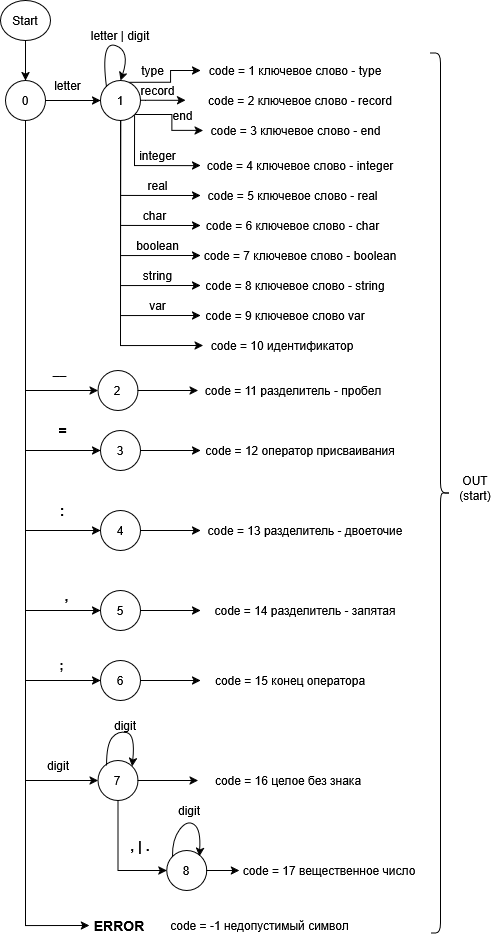 Start
letter | digit
type
code = 1 ключевое слово - type
0
letter
1
record
code = 2 ключевое слово - record
end
code = 3 ключевое слово - end
integer
code = 4 ключевое слово - integer
real
code = 5 ключевое слово - real
char
code = 6 ключевое слово - char
boolean
code = 7 ключевое слово - boolean
string
code = 8 ключевое слово - string
var
code = 9 ключевое слово var
code = 10 идентификатор
__
2
code = 11 разделитель - пробел
=
3
code = 12 оператор присваивания
OUT
(start)
:
4
code = 13 разделитель - двоеточие
,
5
code = 14 разделитель - запятая
;
6
code = 15 конец оператора
digit
digit
7
code = 16 целое без знака
digit
, | .
8
code = 17 вещественное число
ERROR
code = -1 недопустимый символ